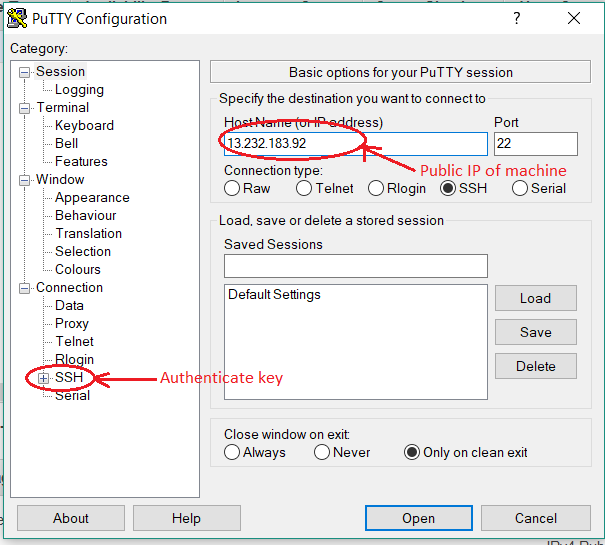 PuTTY Configuration
? ×
Category:
Session
Logging
Terminal
Keyboard
Bell
Features
Window
Appearance
Behaviour
Translation
Selection
Colours
Connection
Data
Proxy
Telnet
Rlogin
SSH
Serial
Authenticate key
Basic options for your PuTTY session
Specify the destination you want to connect to
Host Name (or IP address) Port
13.232.183.92 22
Public IP of machine
Connection type:
Raw Telnet Rlogin SSH Serial
Load, save or delete a stored session
Saved Sessions
Default Settings
Load
Save
Delete
Close window on exit:
Always Never Only on clean exit
About Help Open Cancel